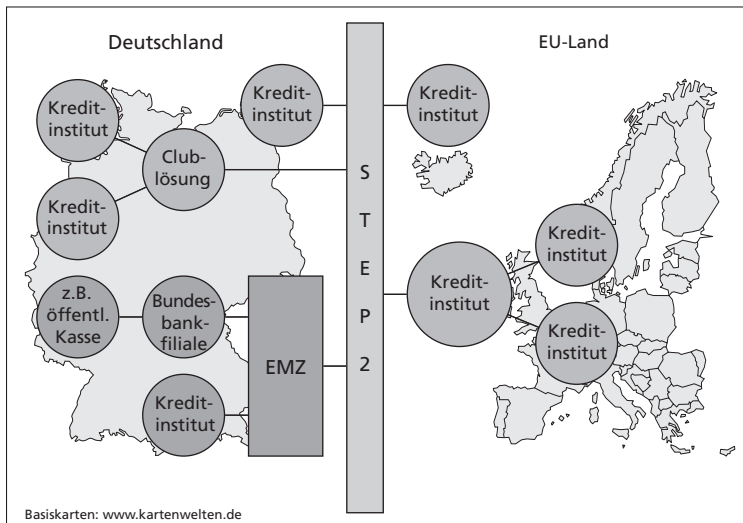 Deutschland
EU-Land
Kredit-
institut
Kredit-
institut
Kredit-
institut
Club-
lösung
Kredit-
institut
z.B.
öffentl.
Kasse
Bundes-
bank-
filiale
EMZ
Kredit-
institut
S
T
E
P
2
Kredit-
institut
Kredit-
institut
Kredit-
institut
Basiskarten: www.kartenwelten.de